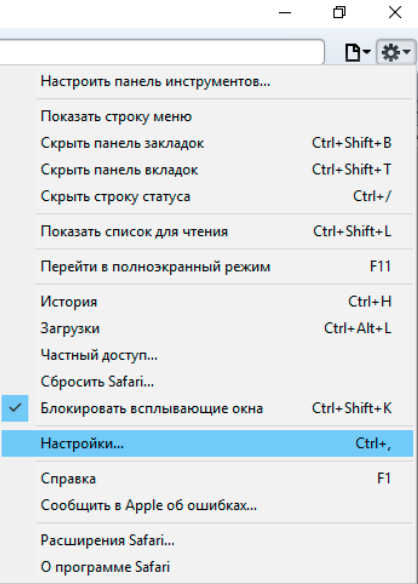 Настроить панель инструментов...
Показать строку меню
Скрыть панель закладок Ctrl+Shift+B
Скрыть панель вкладок Ctrl+Shift+T
Скрыть строку статуса Ctrl+/
Показать список для чтения Ctrl+Shift+L
Перейти в полноэкранный режим F11
История Ctrl+H
Загрузки Ctrl+Alt+L
Частный доступ...
Сбросить Safari...
Блокировать всплывающие окна Ctrl+Shift+K
Настройки... Ctrl+,
Справка F1
Сообщить в Apple об ошибках...
Расширения Safari...
О программе Safari